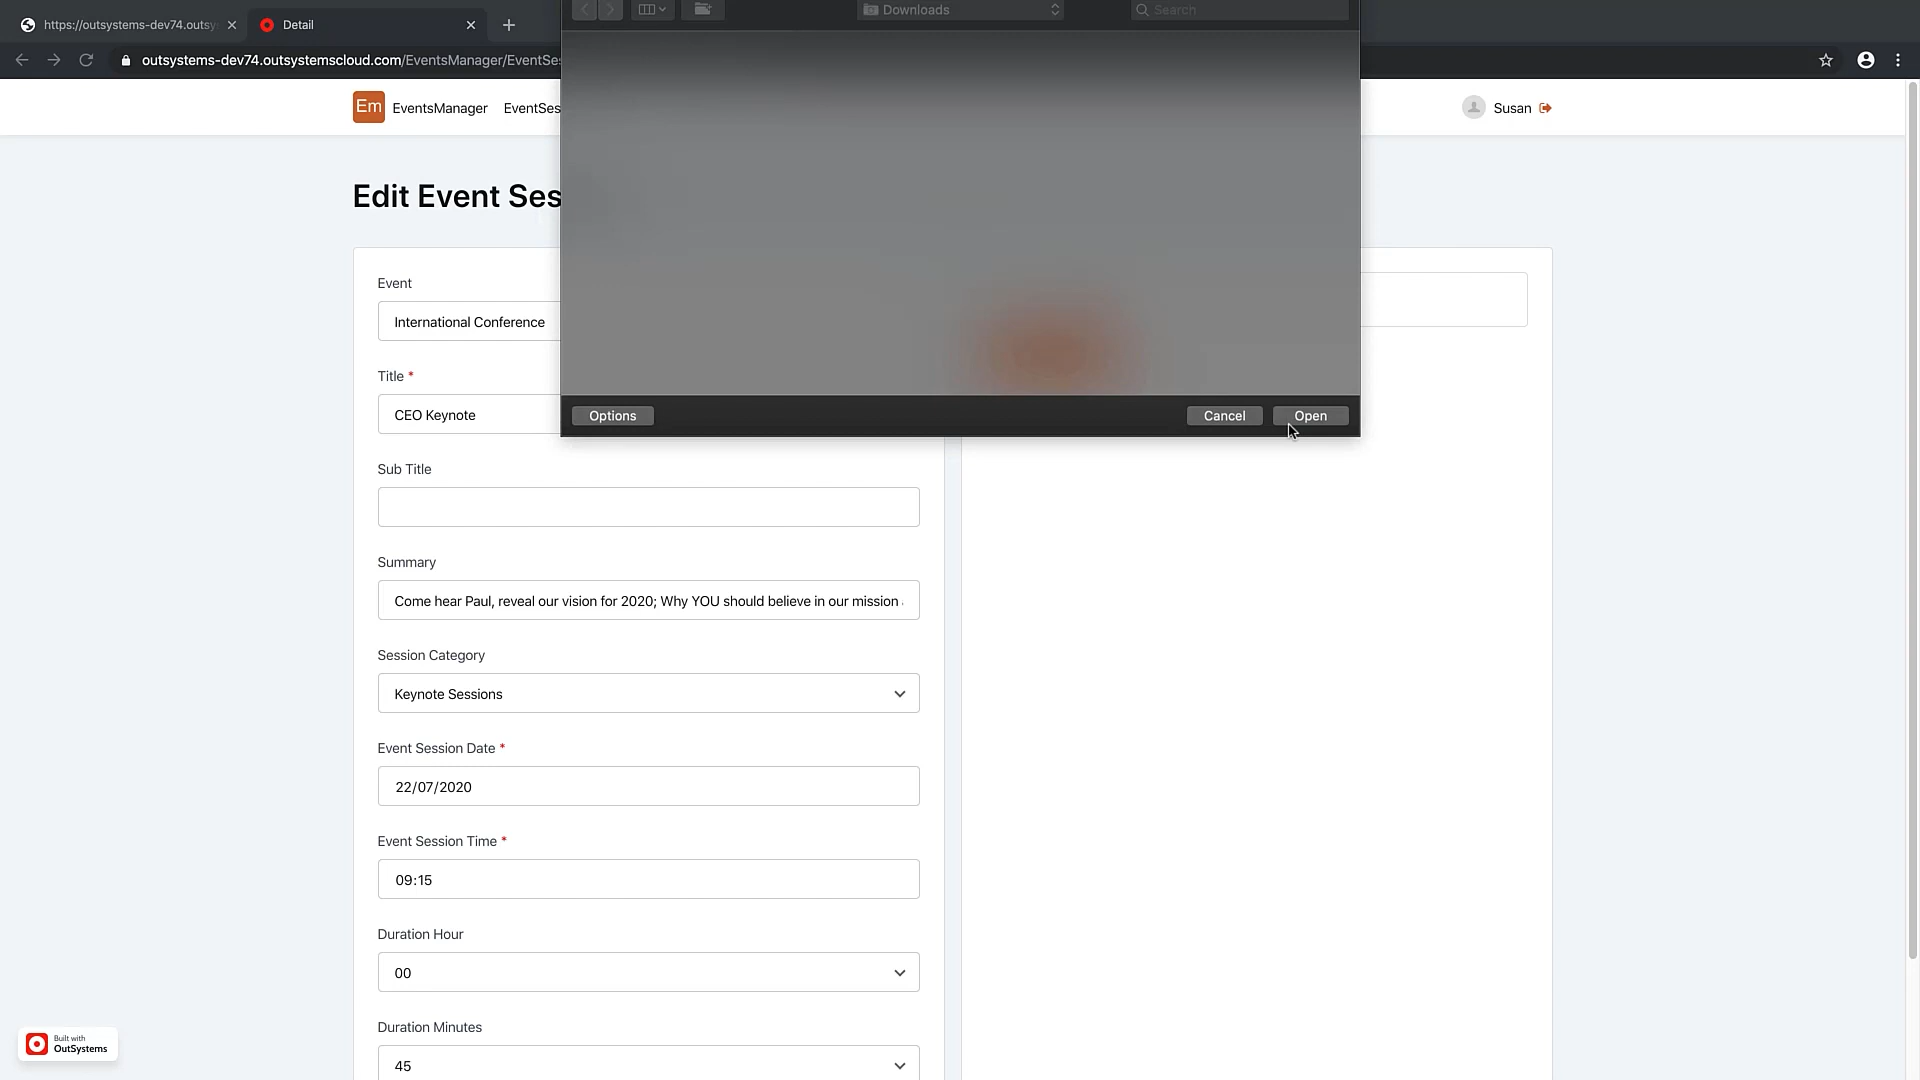 https://outsystems-dev74.outsy
Detail
Downloads
Search
outsystems-dev74.outsystemscloud.com/EventsManager/EventSe
Em
EventsManager
EventSes
Susan
Edit Event Ses
Event
International Conference
Title *
CEO Keynote
Options
Cancel
Open
Sub Title
Summary
Come hear Paul, reveal our vision for 2020; Why YOU should believe in our mission
Session Category
Keynote Sessions
Event Session Date *
22/07/2020
Event Session Time *
09:15
Duration Hour
00
Duration Minutes
45
Built with
OutSystems